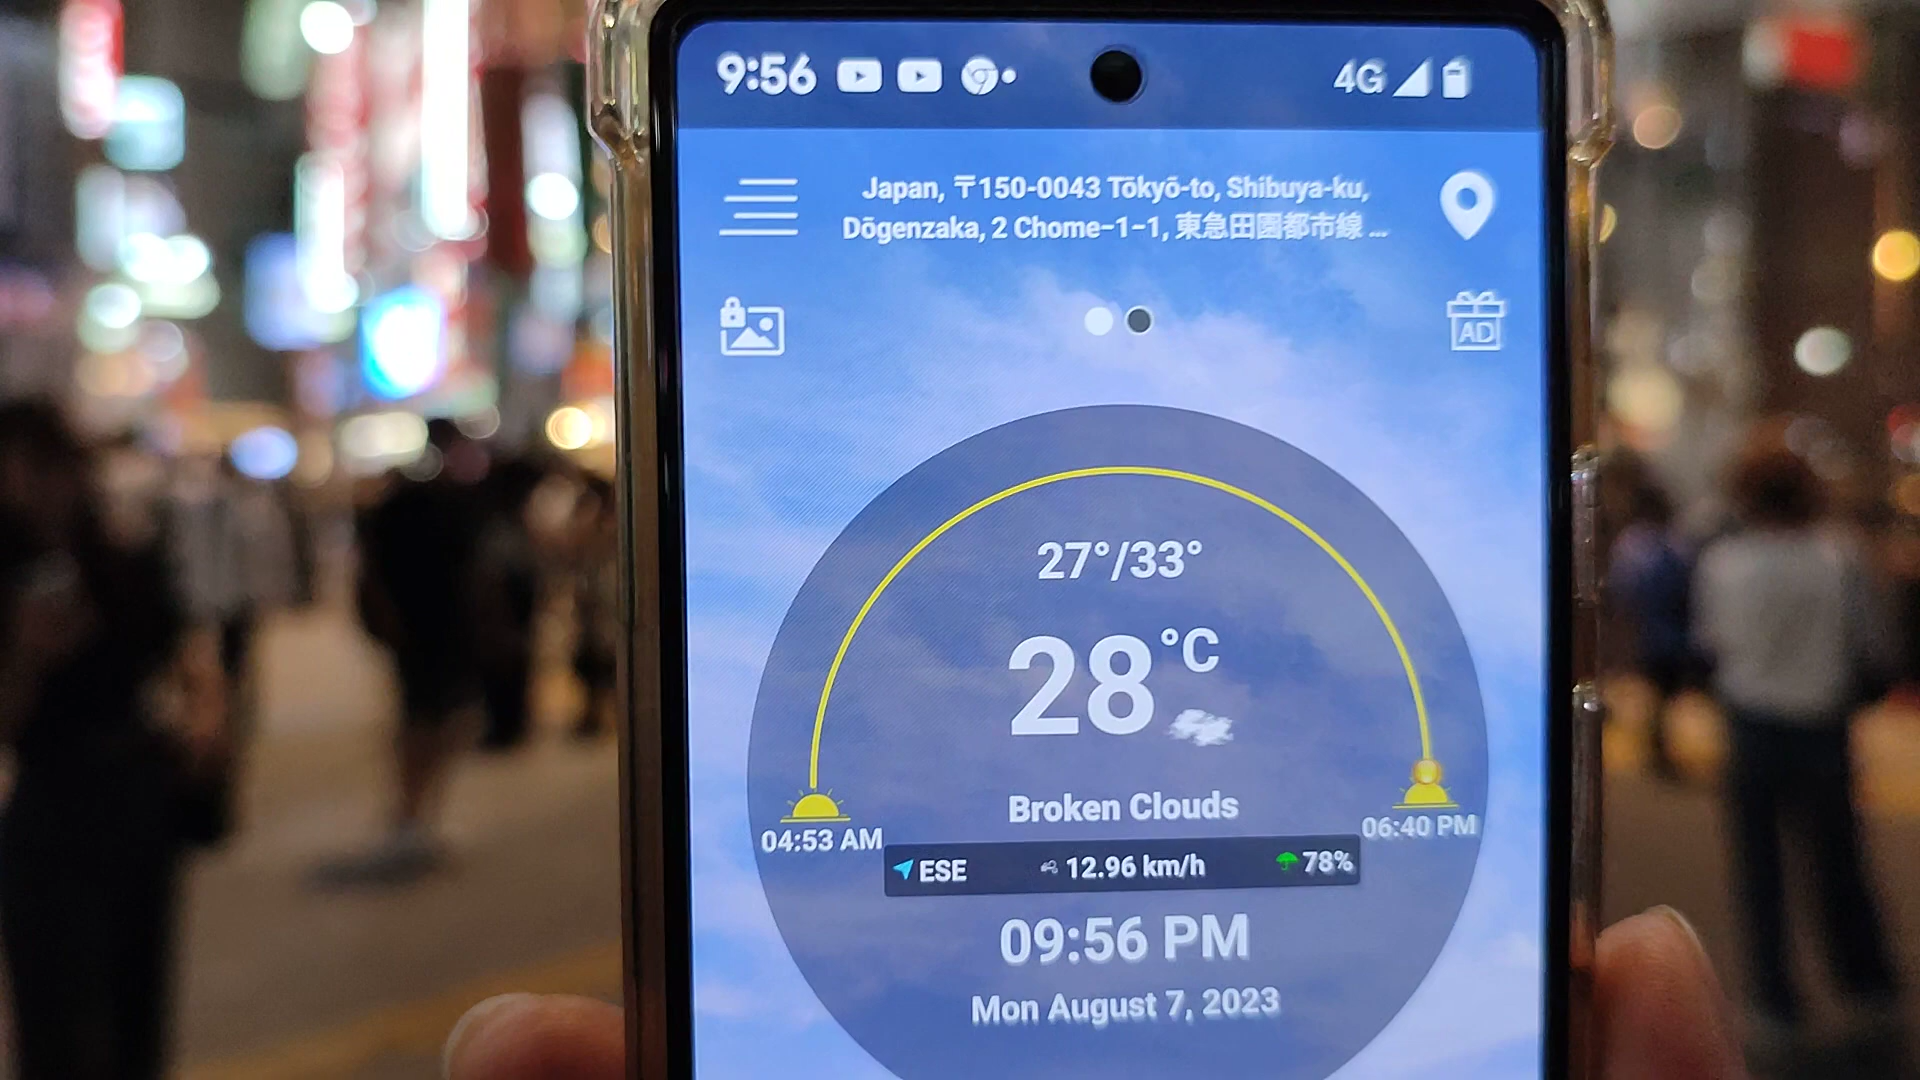 9:56 4G
Japan, 〒150-0043 Tōkyō-to, Shibuya-ku,
Dōgenzaka, 2 Chome−1−1, 東急田園都市線 ...
AD
27°/33°
28°C
Broken Clouds
04:53 AM
06:40 PM
ESE 12.96 km/h 78%
09:56 PM
Mon August 7, 2023